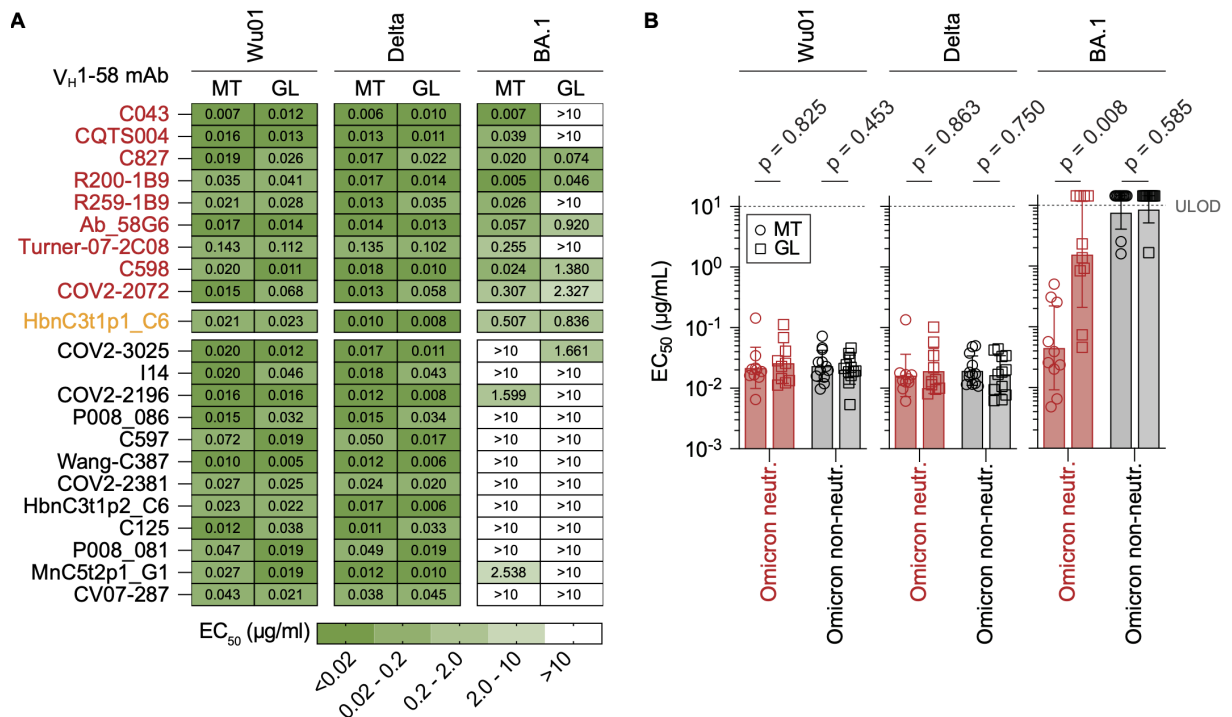 A
Wu01 Delta BA.1
VH1-58 mAb
MT GL MT GL MT GL
C043 0.007 0.012 0.006 0.010 0.007 >10
CQTS004 0.016 0.013 0.013 0.011 0.039 >10
C827 0.019 0.026 0.017 0.022 0.020 0.074
R200-1B9 0.035 0.041 0.017 0.014 0.005 0.046
R259-1B9 0.021 0.028 0.013 0.035 0.026 >10
Ab_58G6 0.017 0.014 0.014 0.013 0.057 0.920
Turner-07-2C08 0.143 0.112 0.135 0.102 0.255 >10
C598 0.020 0.011 0.018 0.010 0.024 1.380
COV2-2072 0.015 0.068 0.013 0.058 0.307 2.327
HbnC3t1p1_C6 0.021 0.023 0.010 0.008 0.507 0.836
COV2-3025 0.020 0.012 0.017 0.011 >10 1.661
I14 0.020 0.046 0.018 0.043 >10 >10
COV2-2196 0.016 0.016 0.012 0.008 1.599 >10
P008_086 0.015 0.032 0.015 0.034 >10 >10
C597 0.072 0.019 0.050 0.017 >10 >10
Wang-C387 0.010 0.005 0.012 0.006 >10 >10
COV2-2381 0.027 0.025 0.024 0.020 >10 >10
HbnC3t1p2_C6 0.023 0.022 0.017 0.006 >10 >10
C125 0.012 0.038 0.011 0.033 >10 >10
P008_081 0.047 0.019 0.049 0.019 >10 >10
MnC5t2p1_G1 0.027 0.019 0.012 0.010 2.538 >10
CV07-287 0.043 0.021 0.038 0.045 >10 >10
EC50 (µg/ml)
<0.02 0.02 - 0.2 0.2 - 2.0 2.0 - 10 >10
B
Wu01 Delta BA.1
p = 0.825 p = 0.453 p = 0.863 p = 0.750 p = 0.008 p = 0.585
EC50 (µg/mL)
10¹
10⁰
10⁻¹
10⁻²
10⁻³
MT
GL
ULOD
Omicron neutr. Omicron non-neutr. Omicron neutr. Omicron non-neutr. Omicron neutr. Omicron non-neutr.